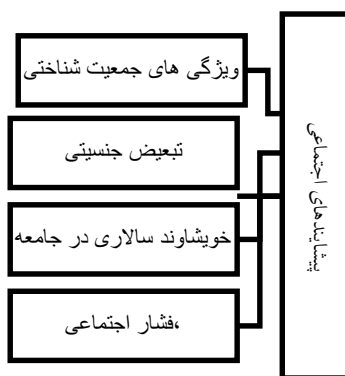 پیشایندهای اجتماعی
ویژگی های جمعیت شناختی
تبعیض جنسیتی
خویشاوند سالاری در جامعه
،فشار اجتماعی